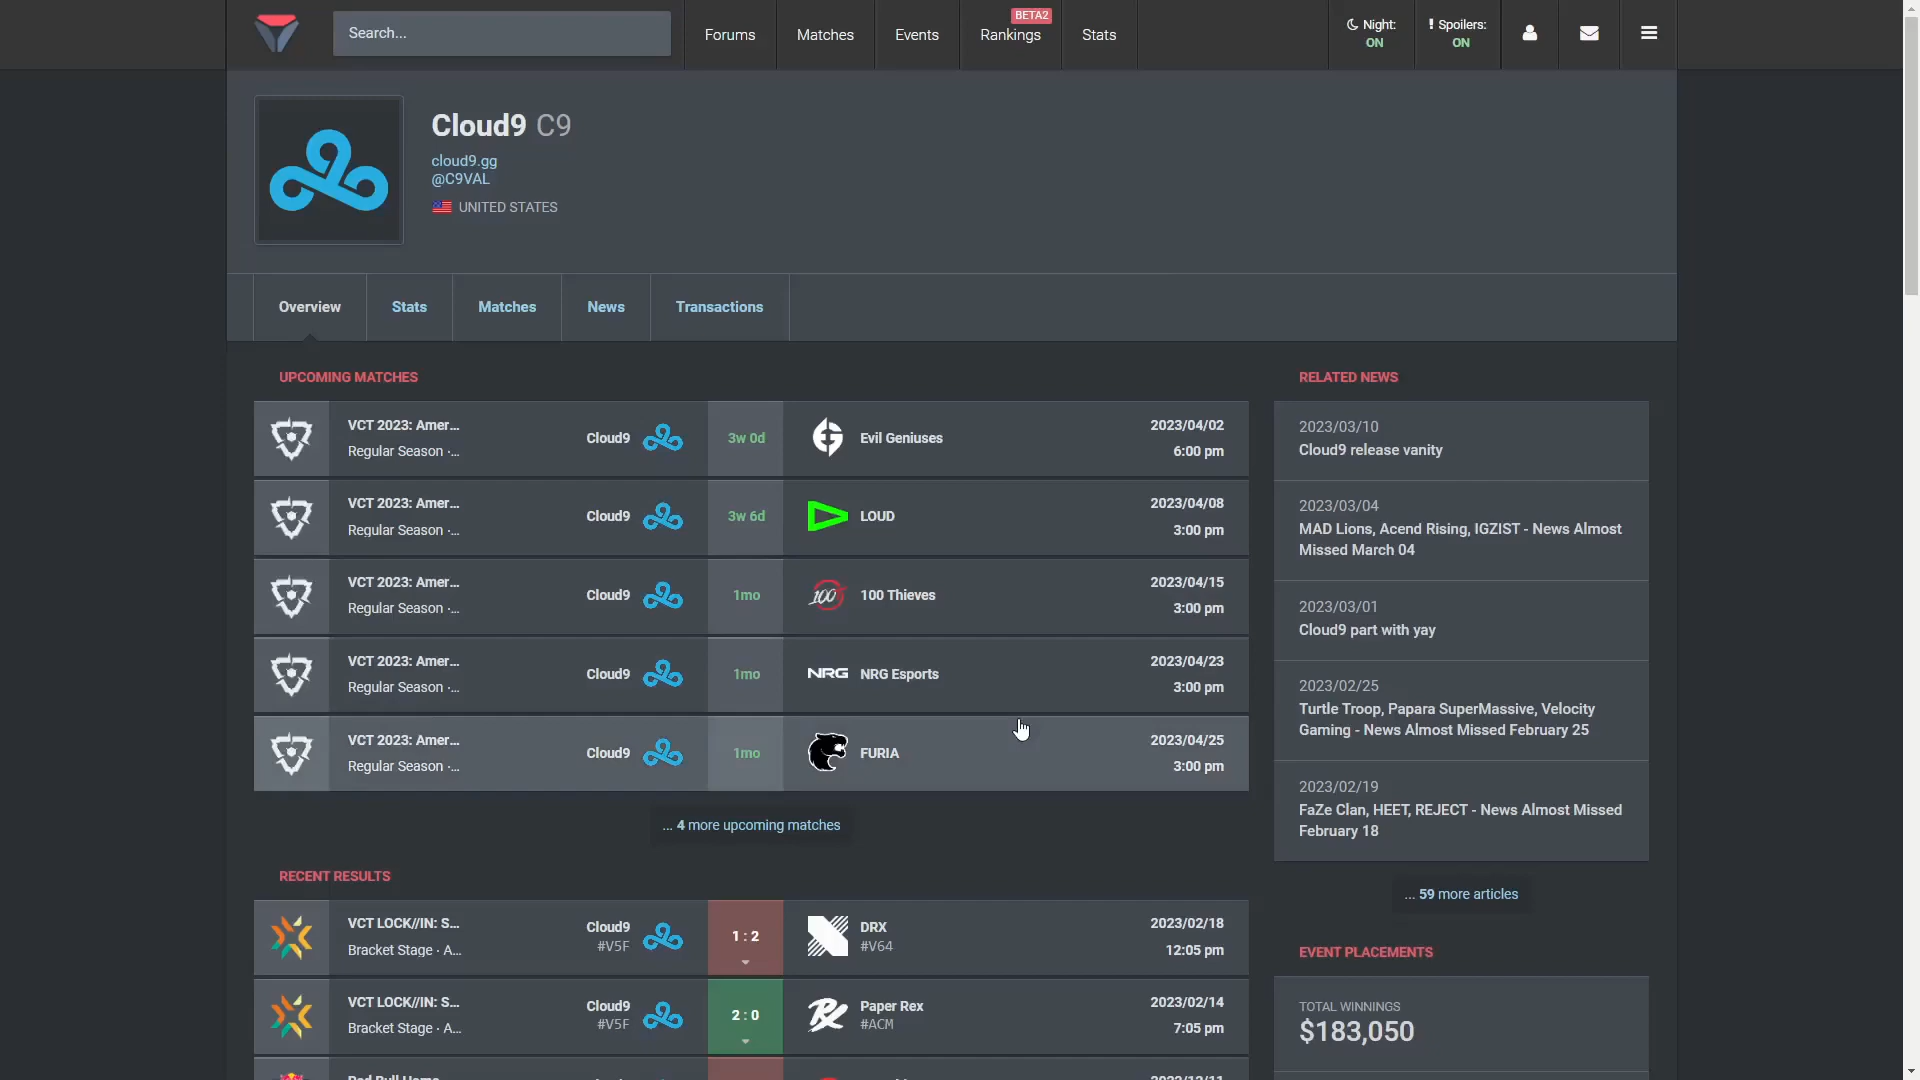 Search...
Forums
Matches
Events
BETA2
Rankings
Stats
Night:
ON
Spoilers:
ON
Cloud9 C9
cloud9.gg
@C9VAL
UNITED STATES
Overview
Stats
Matches
News
Transactions
UPCOMING MATCHES
VCT 2023: Amer...
Regular Season ·...
Cloud9
3w 0d
Evil Geniuses
2023/04/02
6:00 pm
VCT 2023: Amer...
Regular Season ·...
Cloud9
3w 6d
LOUD
2023/04/08
3:00 pm
VCT 2023: Amer...
Regular Season ·...
Cloud9
1mo
100
100 Thieves
2023/04/15
3:00 pm
VCT 2023: Amer...
Regular Season ·...
Cloud9
1mo
NRG
NRG Esports
2023/04/23
3:00 pm
VCT 2023: Amer...
Regular Season ·...
Cloud9
1mo
FURIA
2023/04/25
3:00 pm
... 4 more upcoming matches
RECENT RESULTS
VCT LOCK//IN: S...
Bracket Stage · A...
Cloud9
#V5F
1 : 2
DRX
#V64
2023/02/18
12:05 pm
VCT LOCK//IN: S...
Bracket Stage · A...
Cloud9
#V5F
2 : 0
Paper Rex
#ACM
2023/02/14
7:05 pm
RELATED NEWS
2023/03/10
Cloud9 release vanity
2023/03/04
MAD Lions, Acend Rising, IGZIST - News Almost
Missed March 04
2023/03/01
Cloud9 part with yay
2023/02/25
Turtle Troop, Papara SuperMassive, Velocity
Gaming - News Almost Missed February 25
2023/02/19
FaZe Clan, HEET, REJECT - News Almost Missed
February 18
... 59 more articles
EVENT PLACEMENTS
TOTAL WINNINGS
$183,050